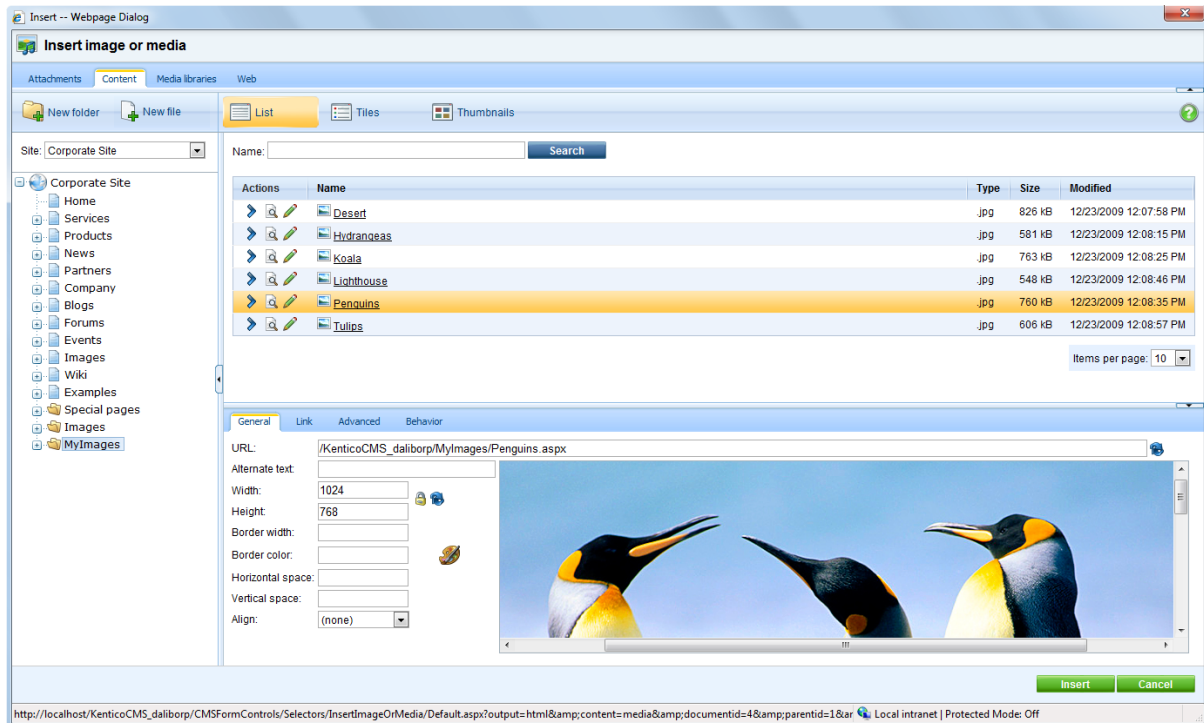 Insert -- Webpage Dialog
x
Insert image or media
Attachments Content Media libraries Web
New folder New file List Tiles Thumbnails ?
Site: Corporate Site Name: Search
Corporate Site
Home
Services
Products
News
Partners
Company
Blogs
Forums
Events
Images
Wiki
Examples
Special pages
Images
MyImages
Actions Name Type Size Modified
Desert .jpg 826 kB 12/23/2009 12:07:58 PM
Hydrangeas .jpg 581 kB 12/23/2009 12:08:15 PM
Koala .jpg 763 kB 12/23/2009 12:08:25 PM
Lighthouse .jpg 548 kB 12/23/2009 12:08:46 PM
Penguins .jpg 760 kB 12/23/2009 12:08:35 PM
Tulips .jpg 606 kB 12/23/2009 12:08:57 PM
Items per page: 10
General Link Advanced Behavior
URL: /KenticoCMS_daliborp/MyImages/Penguins.aspx
Alternate text:
Width: 1024
Height: 768
Border width:
Border color:
Horizontal space:
Vertical space:
Align: (none)
Insert Cancel
http://localhost/KenticoCMS_daliborp/CMSFormControls/Selectors/InsertImageOrMedia/Default.aspx?output=html&amp;content=media&amp;documentid=4&amp;parentid=1&ar Local intranet | Protected Mode: Off